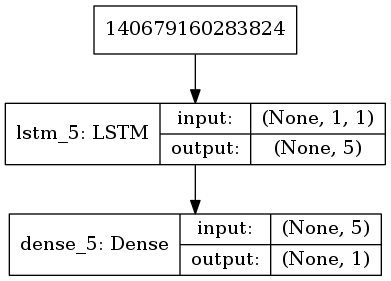 140679160283824
lstm_5: LSTM
input:
(None, 1, 1)
output:
(None, 5)
dense_5: Dense
input:
(None, 5)
output:
(None, 1)